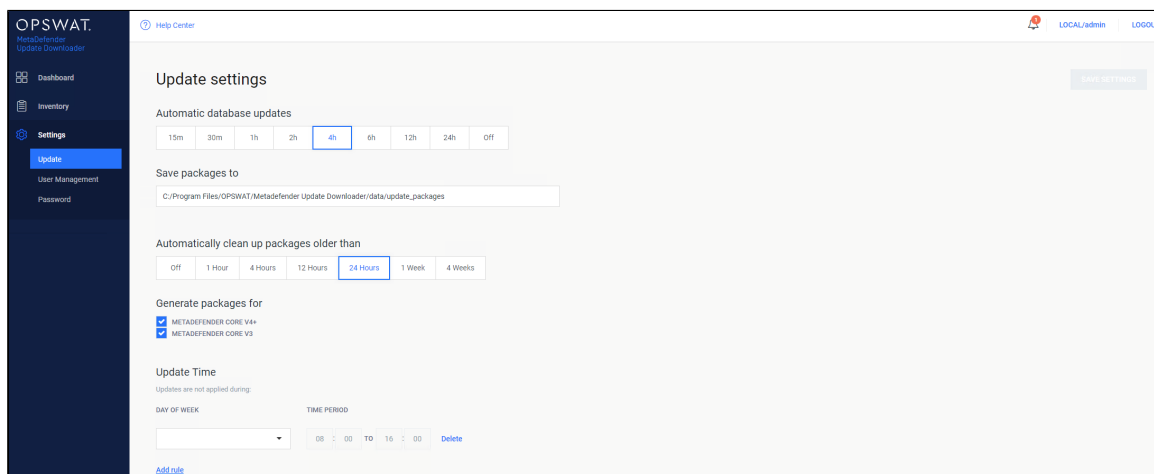 OPSWAT.
MetaDefender
Update Downloader
Dashboard
Inventory
Settings
Update
User Management
Password
? Help Center
1
LOCAL/admin
LOGOU
Update settings
SAVE SETTINGS
Automatic database updates
15m 30m 1h 2h 4h 6h 12h 24h Off
Save packages to
C:/Program Files/OPSWAT/Metadefender Update Downloader/data/update_packages
Automatically clean up packages older than
Off 1 Hour 4 Hours 12 Hours 24 Hours 1 Week 4 Weeks
Generate packages for
METADEFENDER CORE V4+
METADEFENDER CORE V3
Update Time
Updates are not applied during:
DAY OF WEEK TIME PERIOD
08 : 00 TO 16 : 00 Delete
Add rule